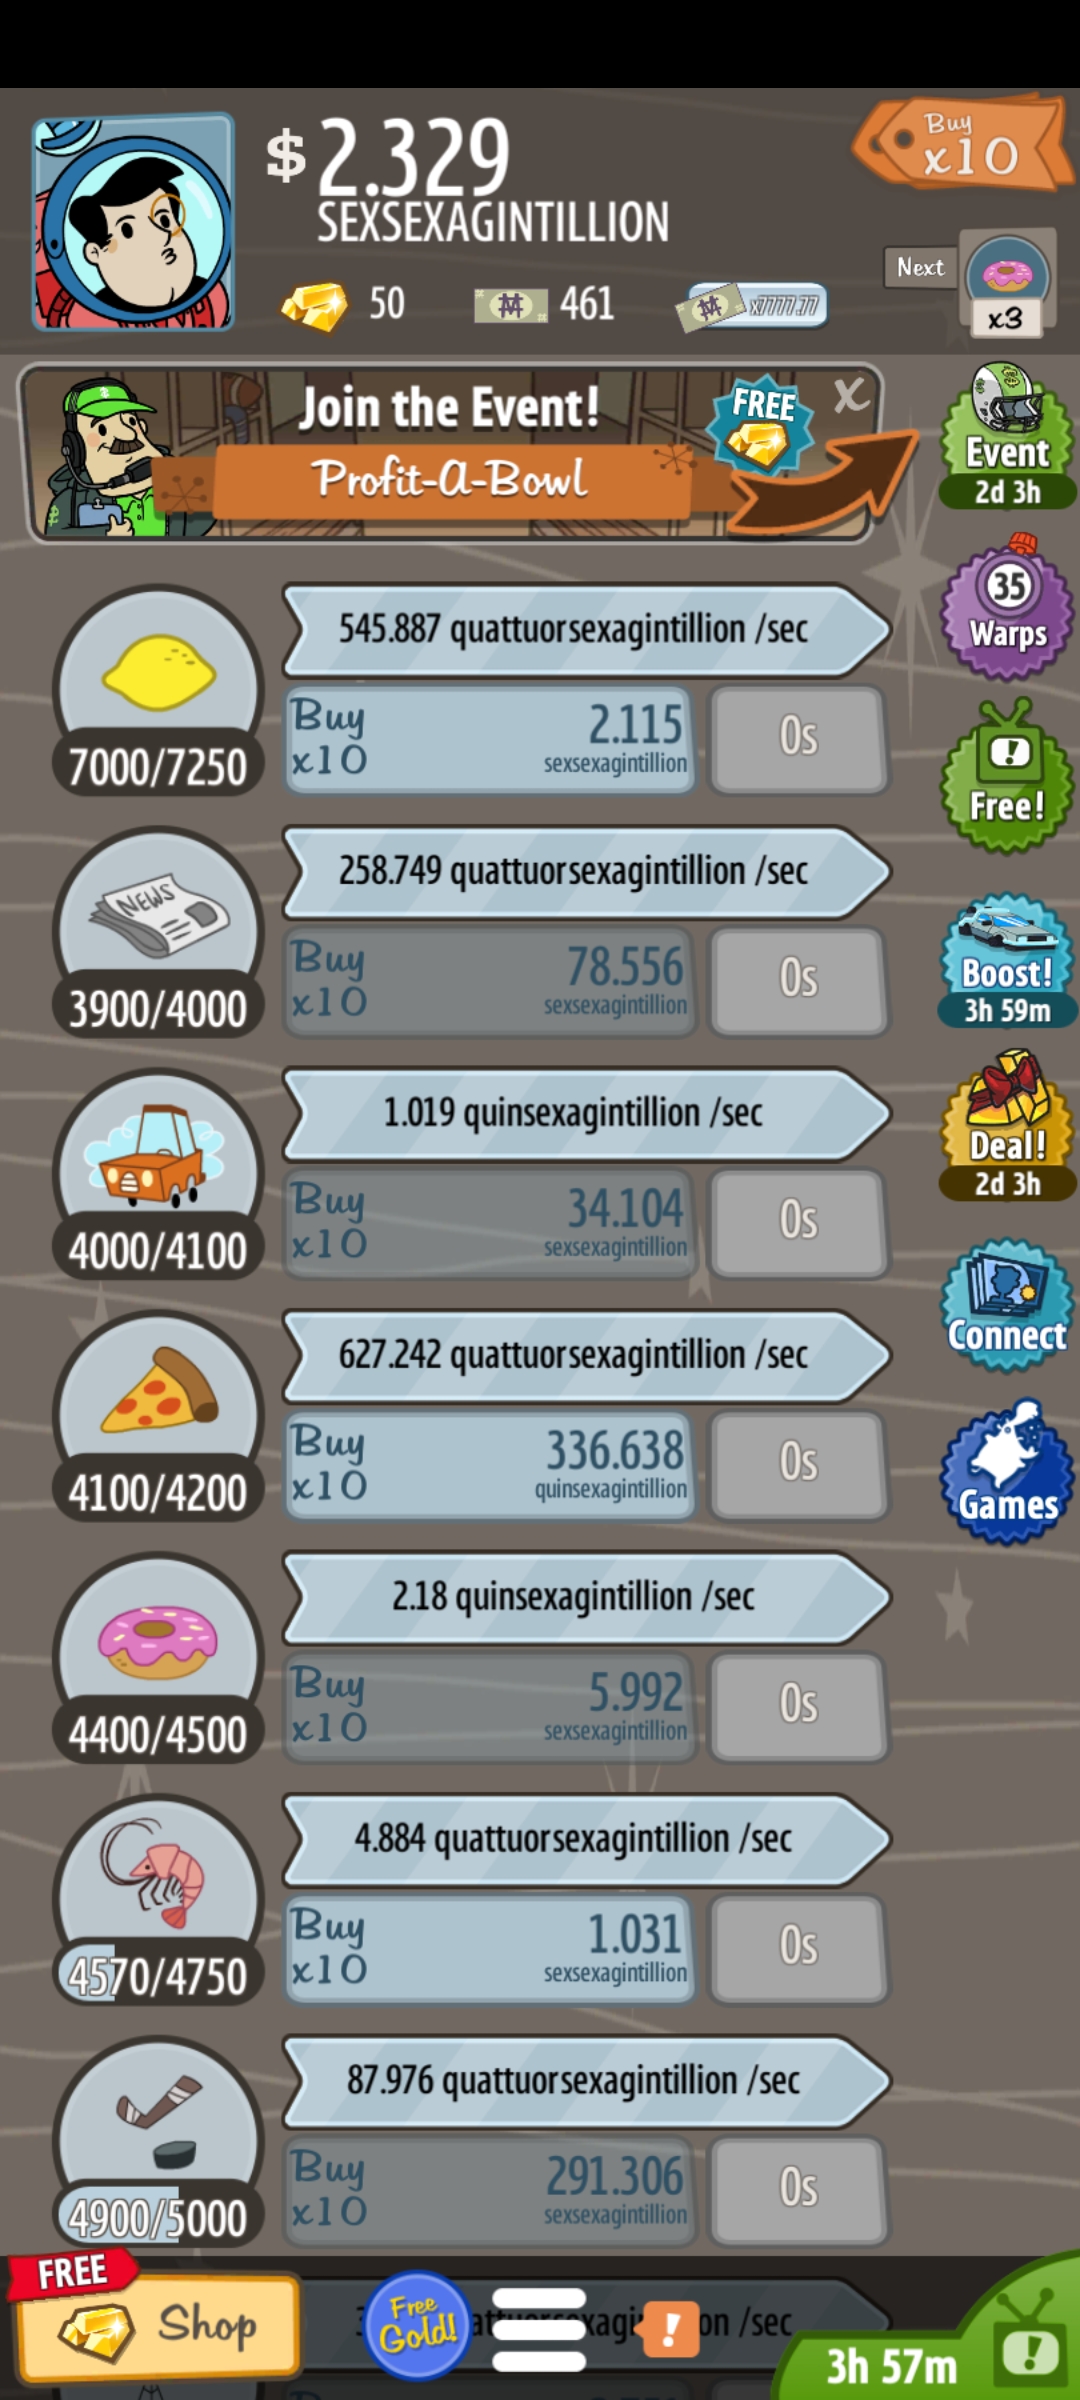 $ 2.329
SEXSEXAGINTILLION
Buy
x10
50
461
x7777.77
Next
x3
Join the Event!
Profit-A-Bowl
FREE
X
Event
2d 3h
545.887 quattuorsexagintillion /sec
Buy
x10
2.115
sexsexagintillion
0s
7000/7250
35
Warps
Free!
258.749 quattuorsexagintillion /sec
NEWS
Buy
x10
78.556
sexsexagintillion
0s
3900/4000
Boost!
3h 59m
1.019 quinsexagintillion /sec
Buy
x10
34.104
sexsexagintillion
0s
4000/4100
Deal!
2d 3h
Connect
627.242 quattuorsexagintillion /sec
Buy
x10
336.638
quinsexagintillion
0s
4100/4200
Games
2.18 quinsexagintillion /sec
Buy
x10
5.992
sexsexagintillion
0s
4400/4500
4.884 quattuorsexagintillion /sec
Buy
x10
1.031
sexsexagintillion
0s
4570/4750
87.976 quattuorsexagintillion /sec
Buy
x10
291.306
sexsexagintillion
0s
4900/5000
FREE
Shop
Free
Gold!
!
/sec
3h 57m